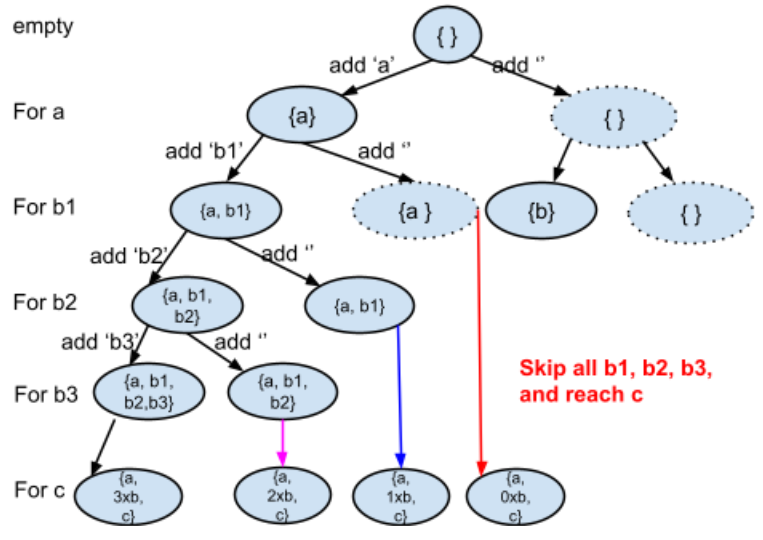 empty
{ }
add ‘a’
add ‘’
For a
{a}
{ }
add ‘b1’
add ‘’
For b1
{a, b1}
{a }
{b}
{ }
add ‘b2’
add ‘’
For b2
{a, b1,
b2}
{a, b1}
add ‘b3’
add ‘’
For b3
{a, b1,
b2,b3}
{a, b1,
b2}
Skip all b1, b2, b3,
and reach c
For c
{a,
3xb,
c}
{a,
2xb,
c}
{a,
1xb,
c}
{a,
0xb,
c}